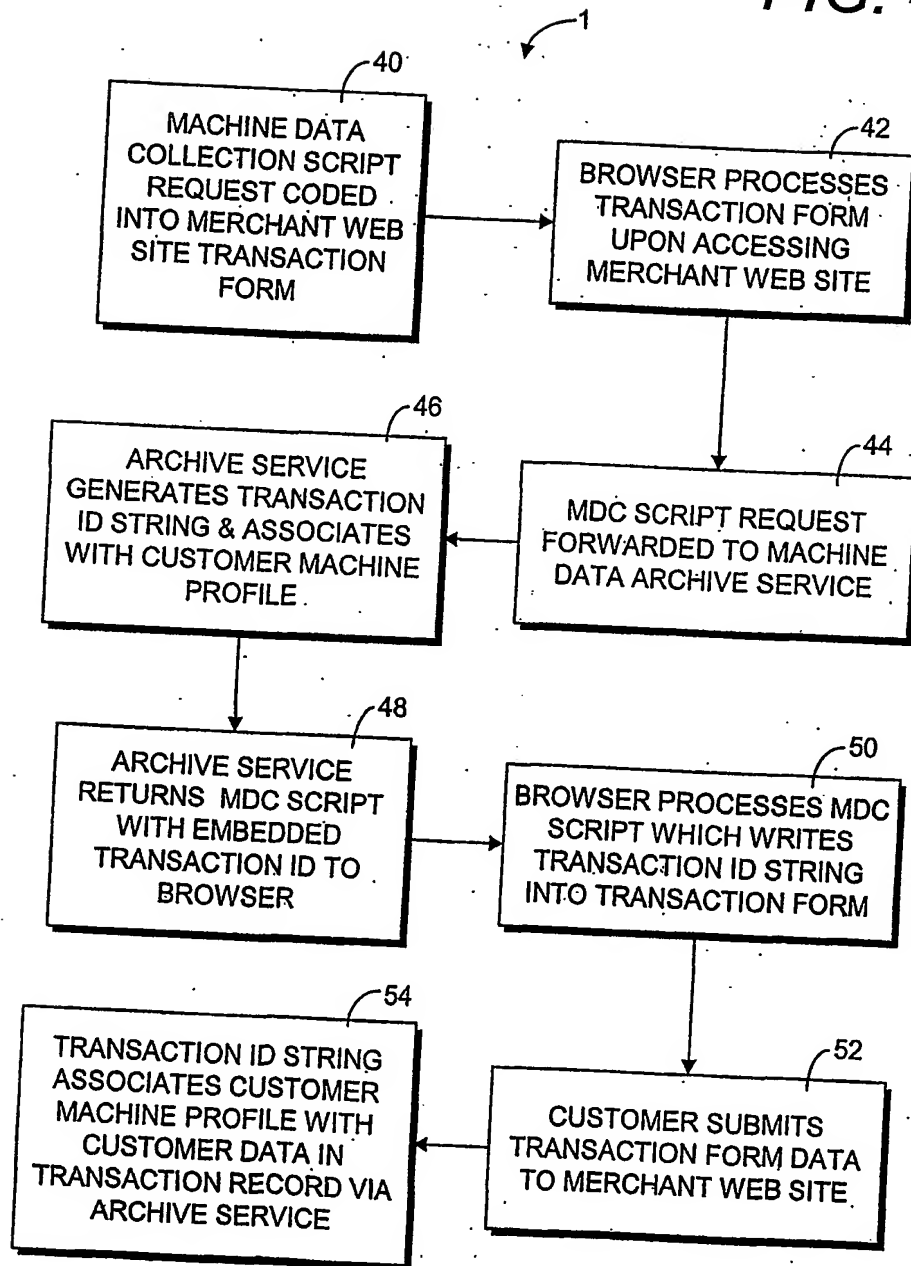 FIG.
1
40
MACHINE DATA
COLLECTION SCRIPT
REQUEST CODED
INTO MERCHANT WEB
SITE TRANSACTION
FORM
42
BROWSER PROCESSES
TRANSACTION FORM
UPON ACCESSING
MERCHANT WEB SITE
44
MDC SCRIPT REQUEST
FORWARDED TO MACHINE
DATA ARCHIVE SERVICE
46
ARCHIVE SERVICE
GENERATES TRANSACTION
ID STRING & ASSOCIATES
WITH CUSTOMER MACHINE
PROFILE
48
ARCHIVE SERVICE
RETURNS MDC SCRIPT
WITH EMBEDDED
TRANSACTION ID TO
BROWSER
50
BROWSER PROCESSES MDC
SCRIPT WHICH WRITES
TRANSACTION ID STRING
INTO TRANSACTION FORM
52
CUSTOMER SUBMITS
TRANSACTION FORM DATA
TO MERCHANT WEB SITE
54
TRANSACTION ID STRING
ASSOCIATES CUSTOMER
MACHINE PROFILE WITH
CUSTOMER DATA IN
TRANSACTION RECORD VIA
ARCHIVE SERVICE